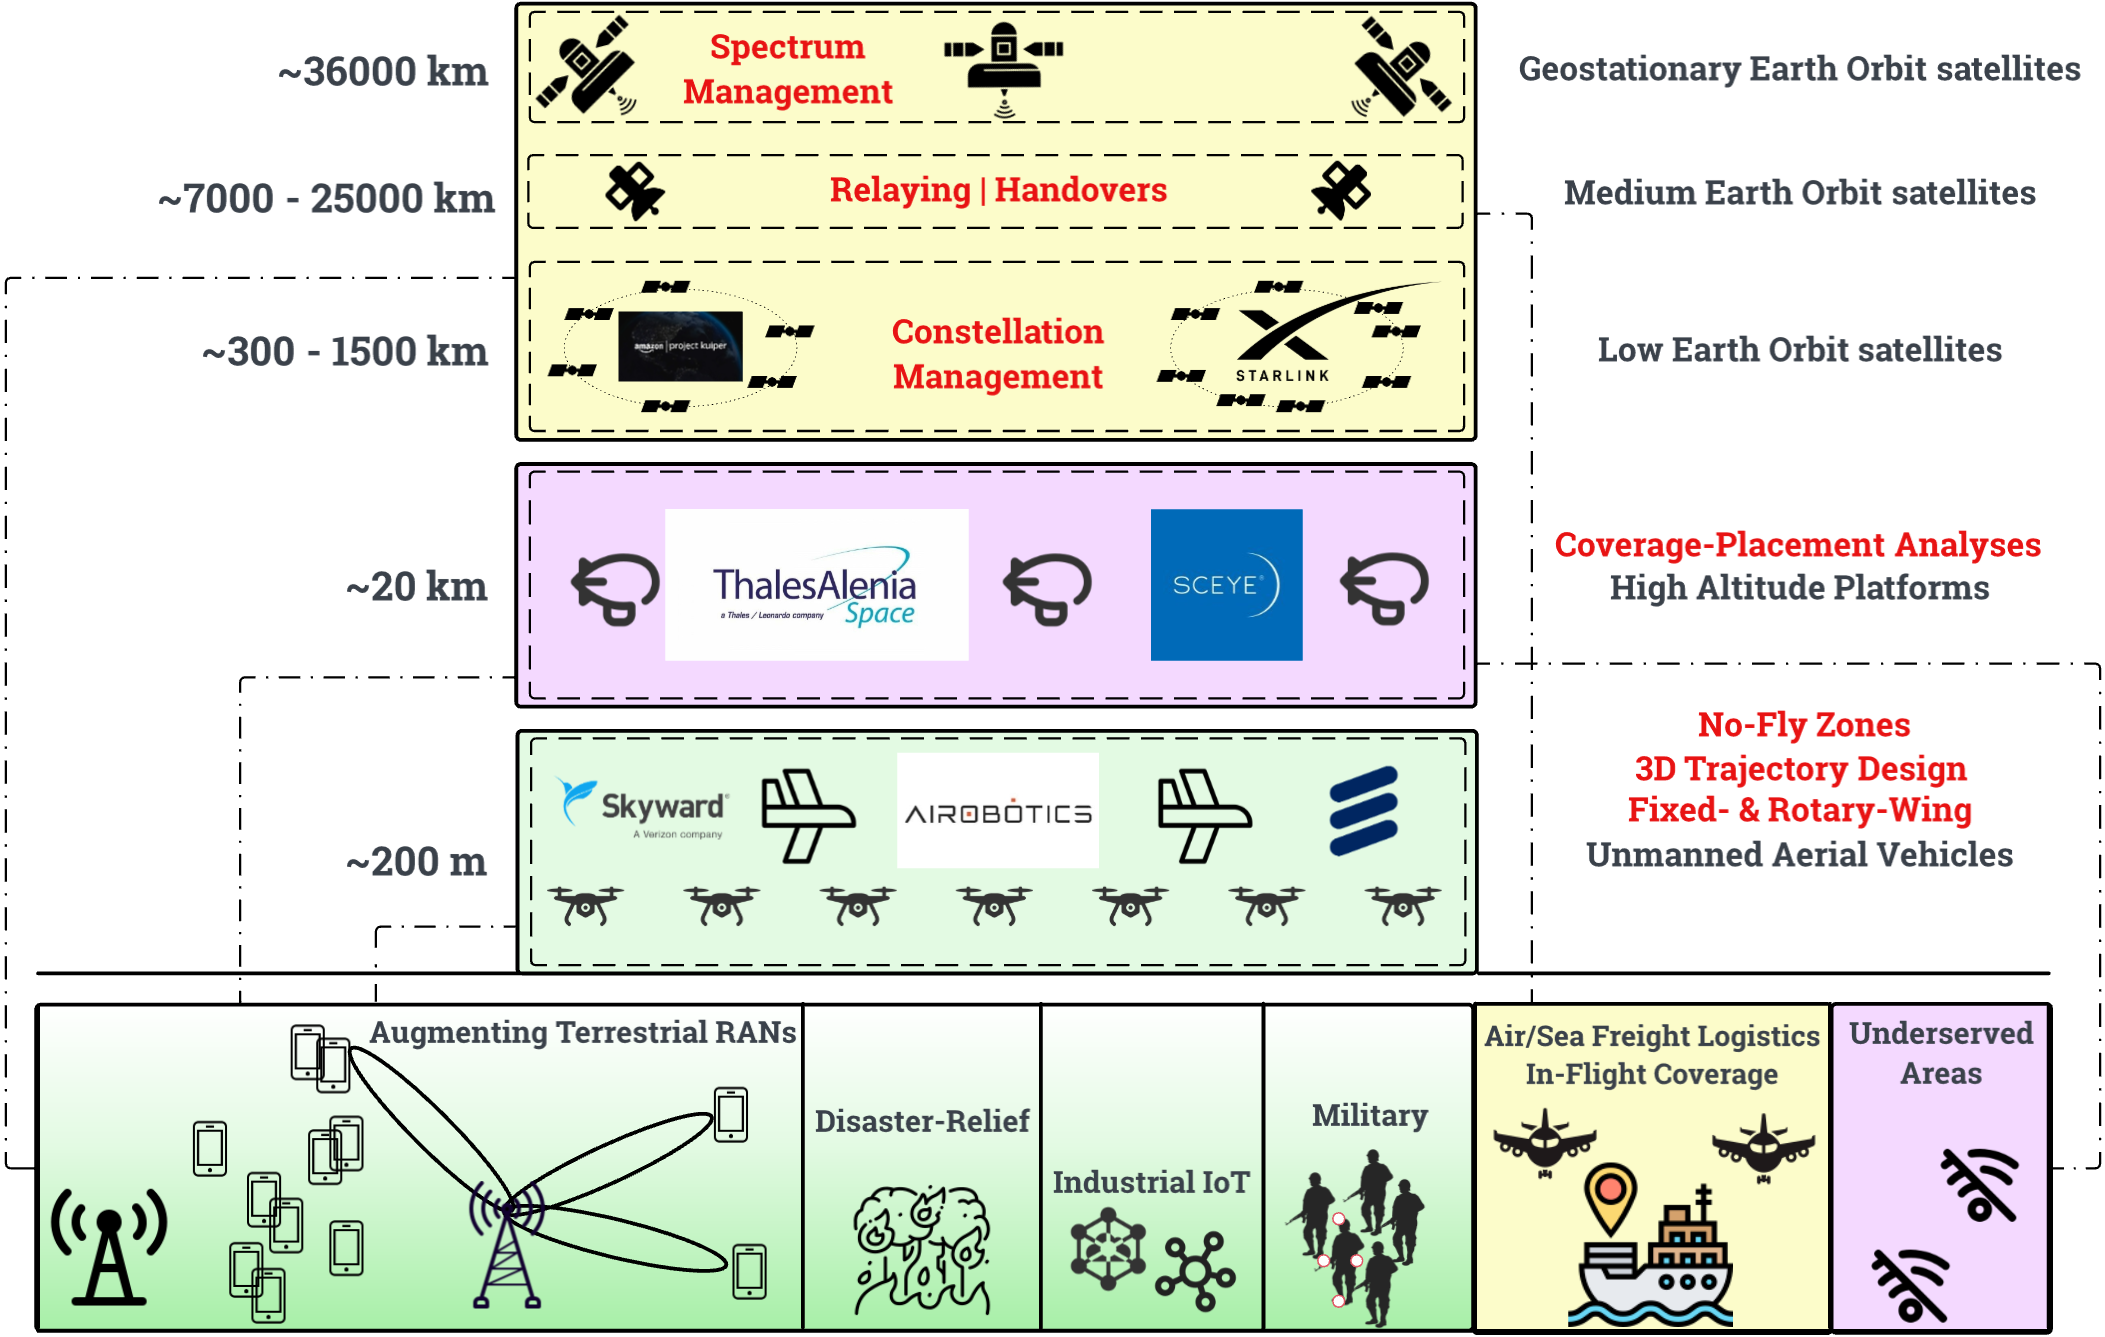 ~36000 km
Spectrum
Management
Geostationary Earth Orbit satellites
~7000 - 25000 km
Relaying | Handovers
Medium Earth Orbit satellites
~300 - 1500 km
amazon | project kuiper
Constellation
Management
STARLINK
Low Earth Orbit satellites
~20 km
ThalesAlenia
a Thales / Leonardo company
Space
SCEYE®
Coverage-Placement Analyses
High Altitude Platforms
~200 m
Skyward®
A Verizon company
AIROBOTICS
No-Fly Zones
3D Trajectory Design
Fixed- & Rotary-Wing
Unmanned Aerial Vehicles
Augmenting Terrestrial RANs
Disaster-Relief
Industrial IoT
Military
Air/Sea Freight Logistics
In-Flight Coverage
Underserved
Areas